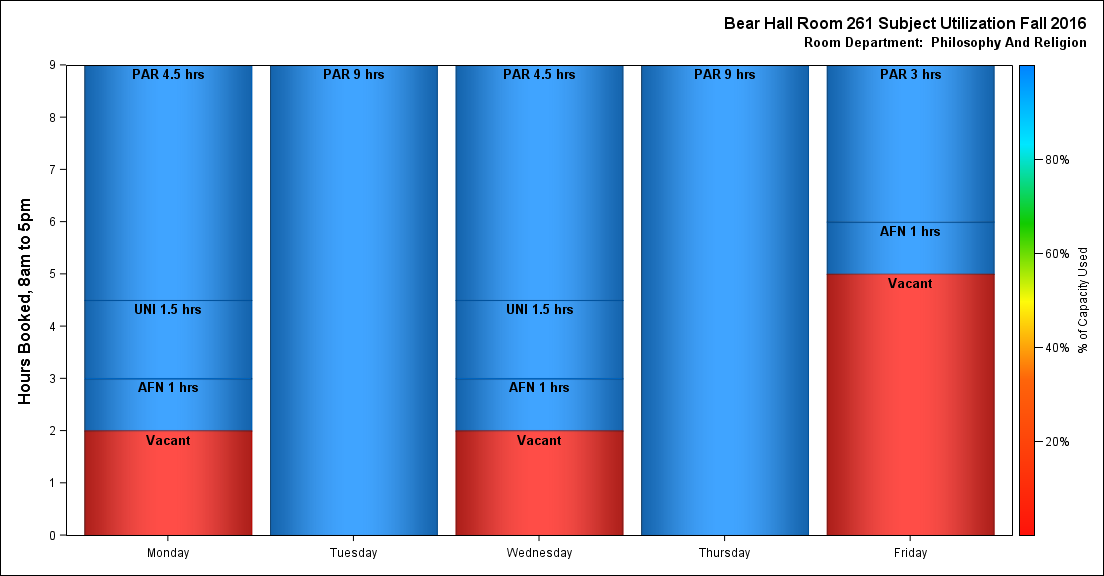 Bear Hall Room 261 Subject Utilization Fall 2016
Room Department:  Philosophy And Religion
Hours Booked, 8am to 5pm
9
8
7
6
5
4
3
2
1
0
PAR 4.5 hrs
UNI 1.5 hrs
AFN 1 hrs
Vacant
PAR 9 hrs
PAR 4.5 hrs
UNI 1.5 hrs
AFN 1 hrs
Vacant
PAR 9 hrs
PAR 3 hrs
AFN 1 hrs
Vacant
Monday
Tuesday
Wednesday
Thursday
Friday
80%
60%
40%
20%
% of Capacity Used